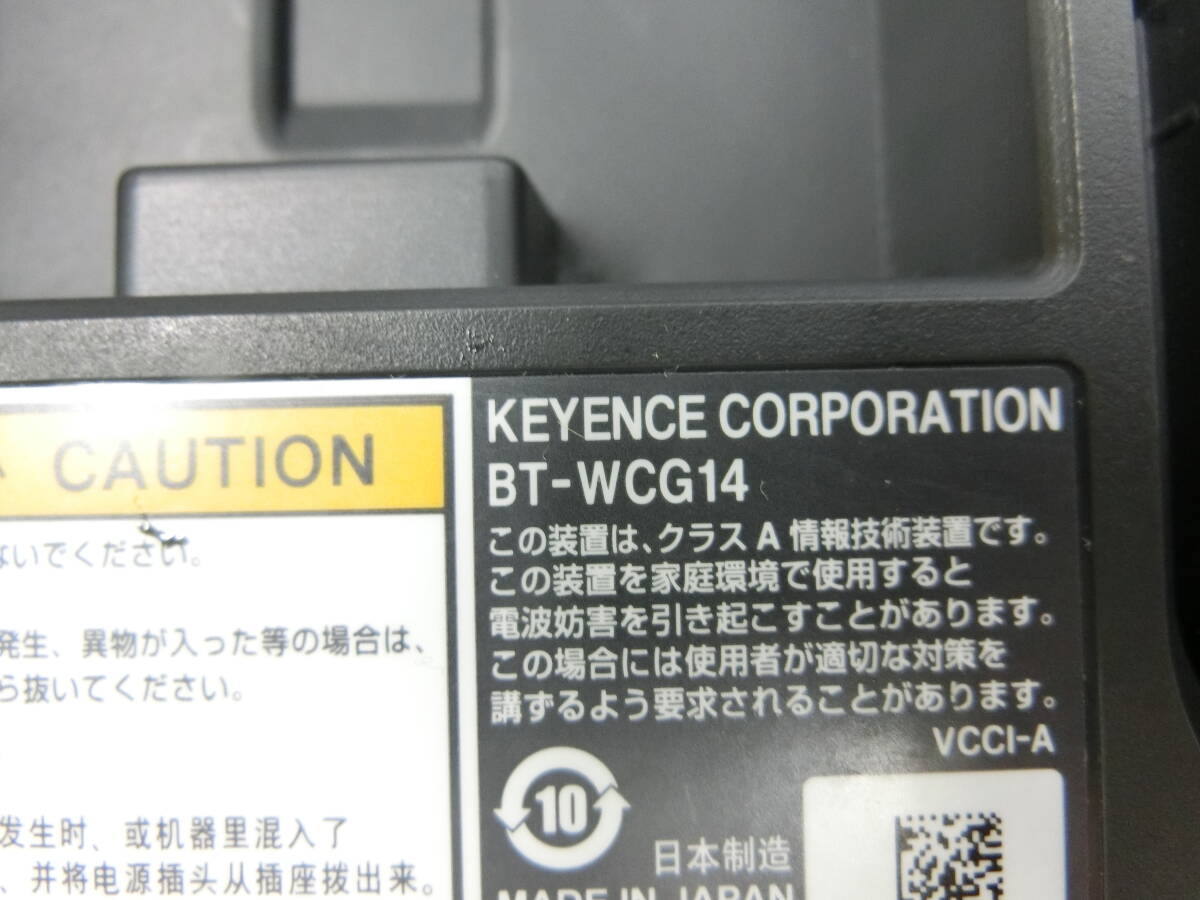 CAUTION
ないでください。
発生、異物が入った等の場合は、
ら抜いてください。
发生时、或机器里混入了
、并将电源插头从插座拨出来。
KEYENCE CORPORATION
BT-WCG14
この装置は、クラス A 情報技術装置です。
この装置を家庭環境で使用すると
電波妨害を引き起こすことがあります。
この場合には使用者が適切な対策を
講ずるよう要求されることがあります。
VCCI-A
10
日本制造
MADE IN JAPAN